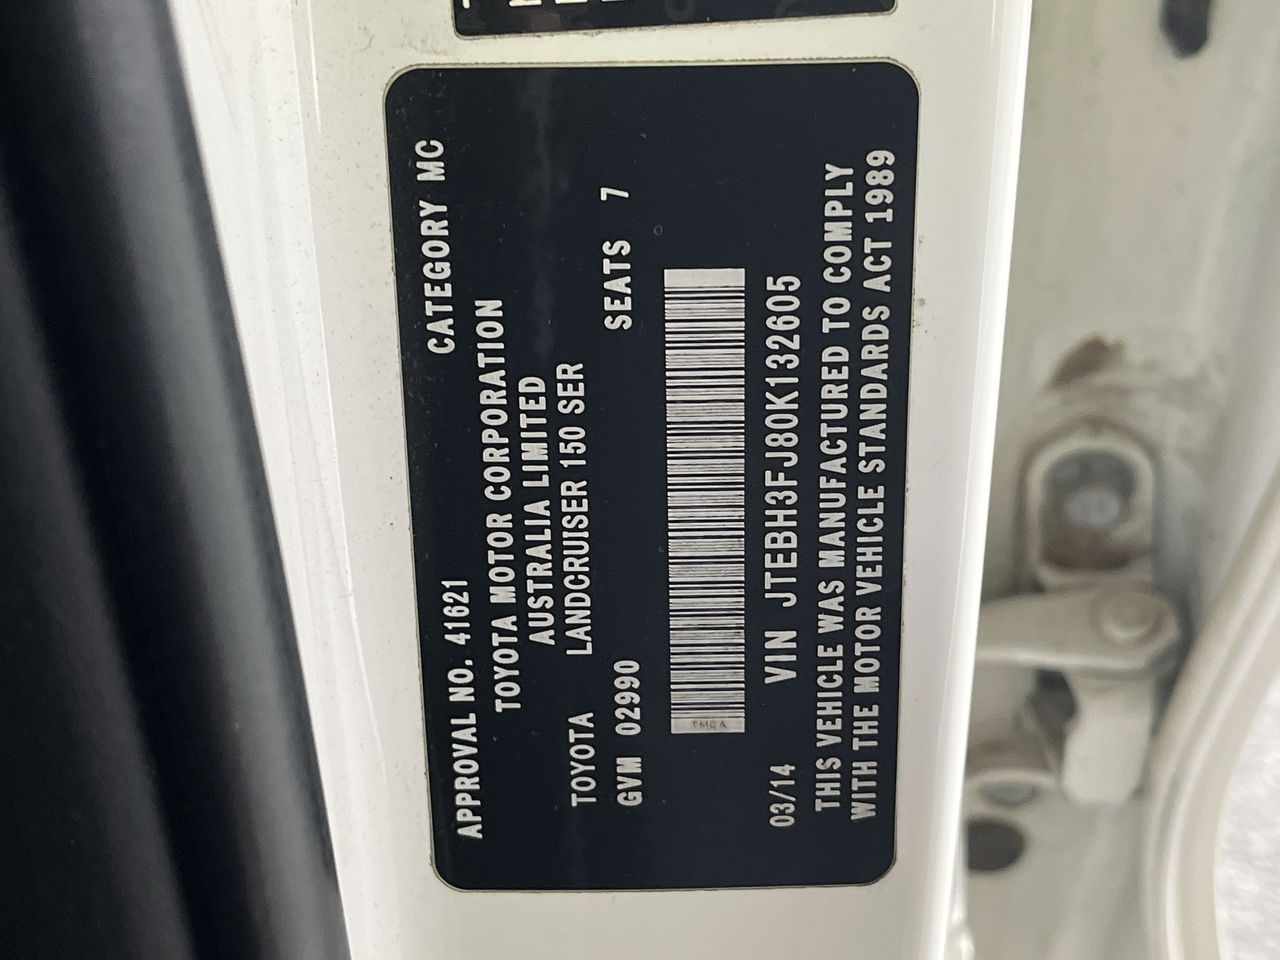 APPROVAL NO. 41621 CATEGORY MC
TOYOTA MOTOR CORPORATION
AUSTRALIA LIMITED
TOYOTA LANDCRUISER 150 SER
GVM 02990 SEATS 7
TMCA
03/14 VIN JTEBH3FJ80K132605
THIS VEHICLE WAS MANUFACTURED TO COMPLY
WITH THE MOTOR VEHICLE STANDARDS ACT 1989